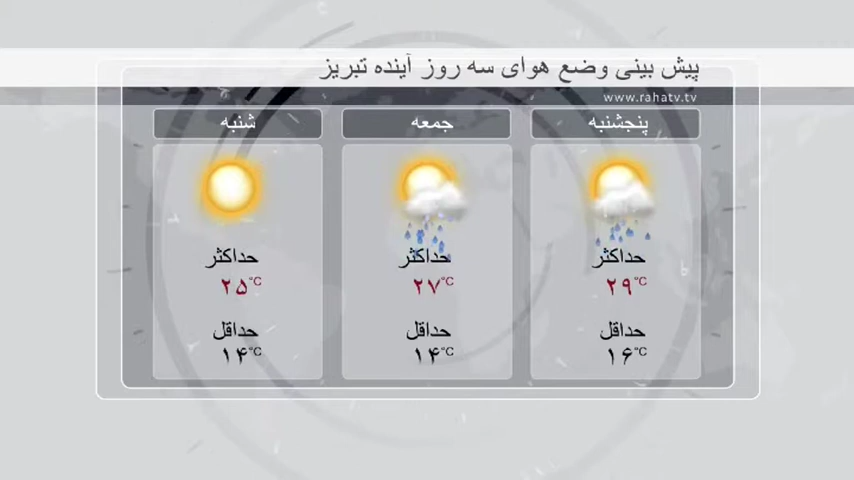 پیش بینی وضع هوای سه روز آینده تبریز
www.rahatv.tv
پنجشنبه
جمعه
شنبه
حداکثر
حداکثر
حداکثر
۲۹°C
۲۷°C
۲۵°C
حداقل
حداقل
حداقل
۱۶°C
۱۴°C
۱۴°C